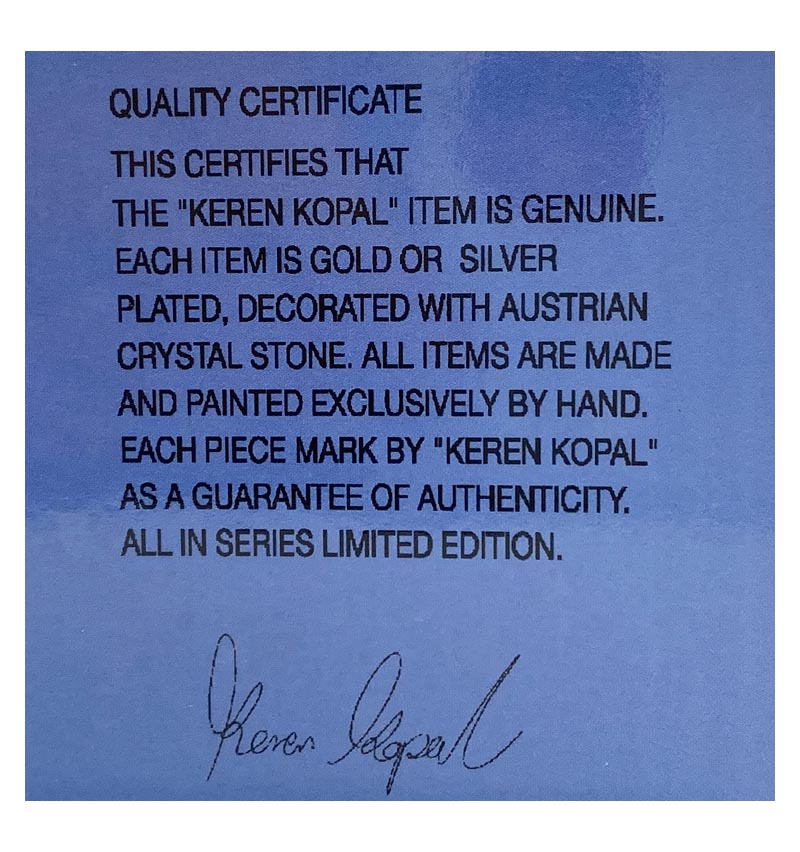 QUALITY CERTIFICATE
THIS CERTIFIES THAT
THE "KEREN KOPAL" ITEM IS GENUINE.
EACH ITEM IS GOLD OR SILVER
PLATED, DECORATED WITH AUSTRIAN
CRYSTAL STONE. ALL ITEMS ARE MADE
AND PAINTED EXCLUSIVELY BY HAND.
EACH PIECE MARK BY "KEREN KOPAL"
AS A GUARANTEE OF AUTHENTICITY.
ALL IN SERIES LIMITED EDITION.
Keren Kopal